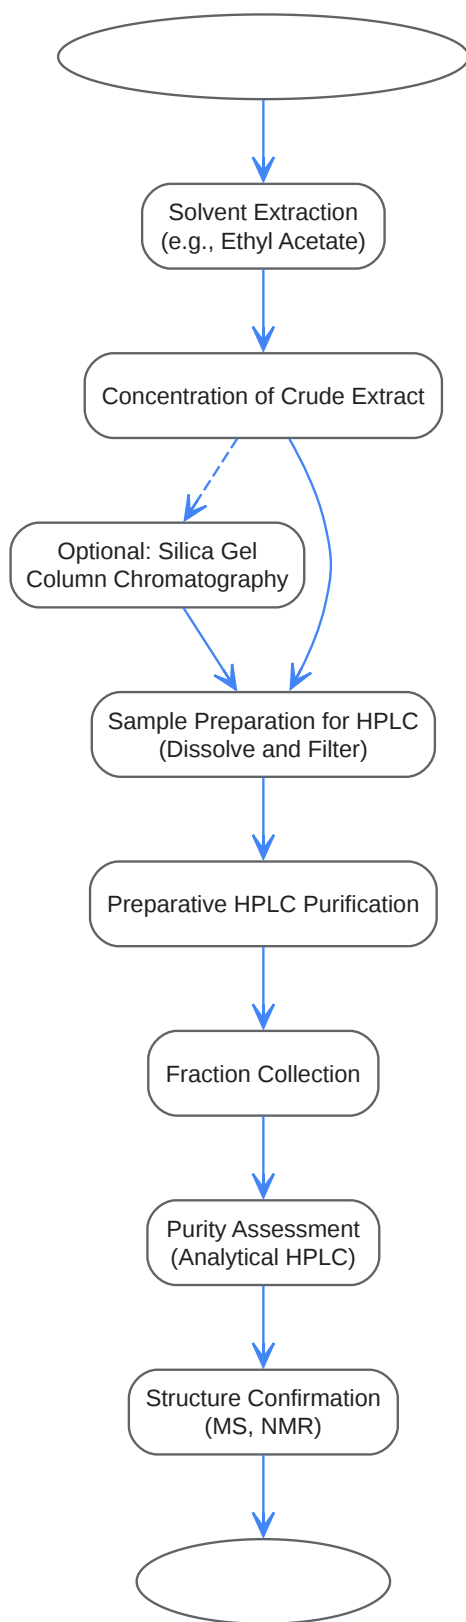 Solvent Extraction
(e.g., Ethyl Acetate)
Concentration of Crude Extract
Optional: Silica Gel
Column Chromatography
Sample Preparation for HPLC
(Dissolve and Filter)
Preparative HPLC Purification
Fraction Collection
Purity Assessment
(Analytical HPLC)
Structure Confirmation
(MS, NMR)